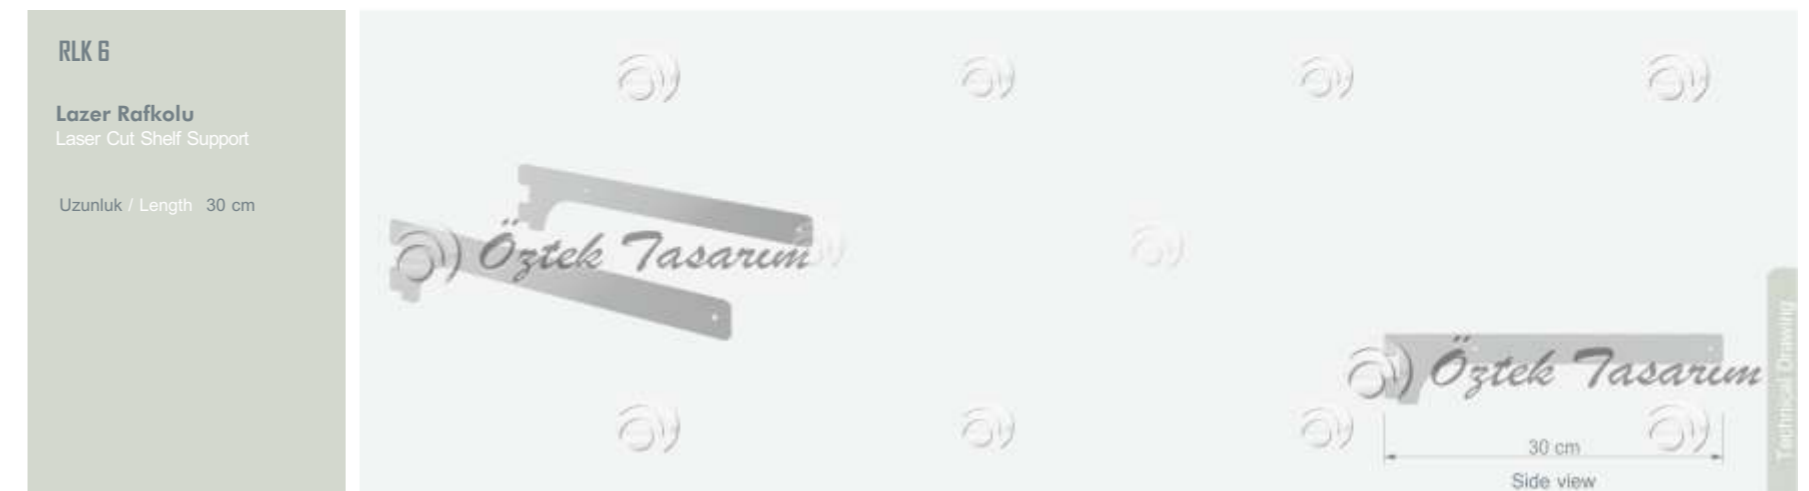 RLK 6
Lazer Rafkolu
Laser Cut Shelf Support
Uzunluk / Length 30 cm
Öztek Tasarım
Öztek Tasarım
30 cm
Side view
Technical Drawing